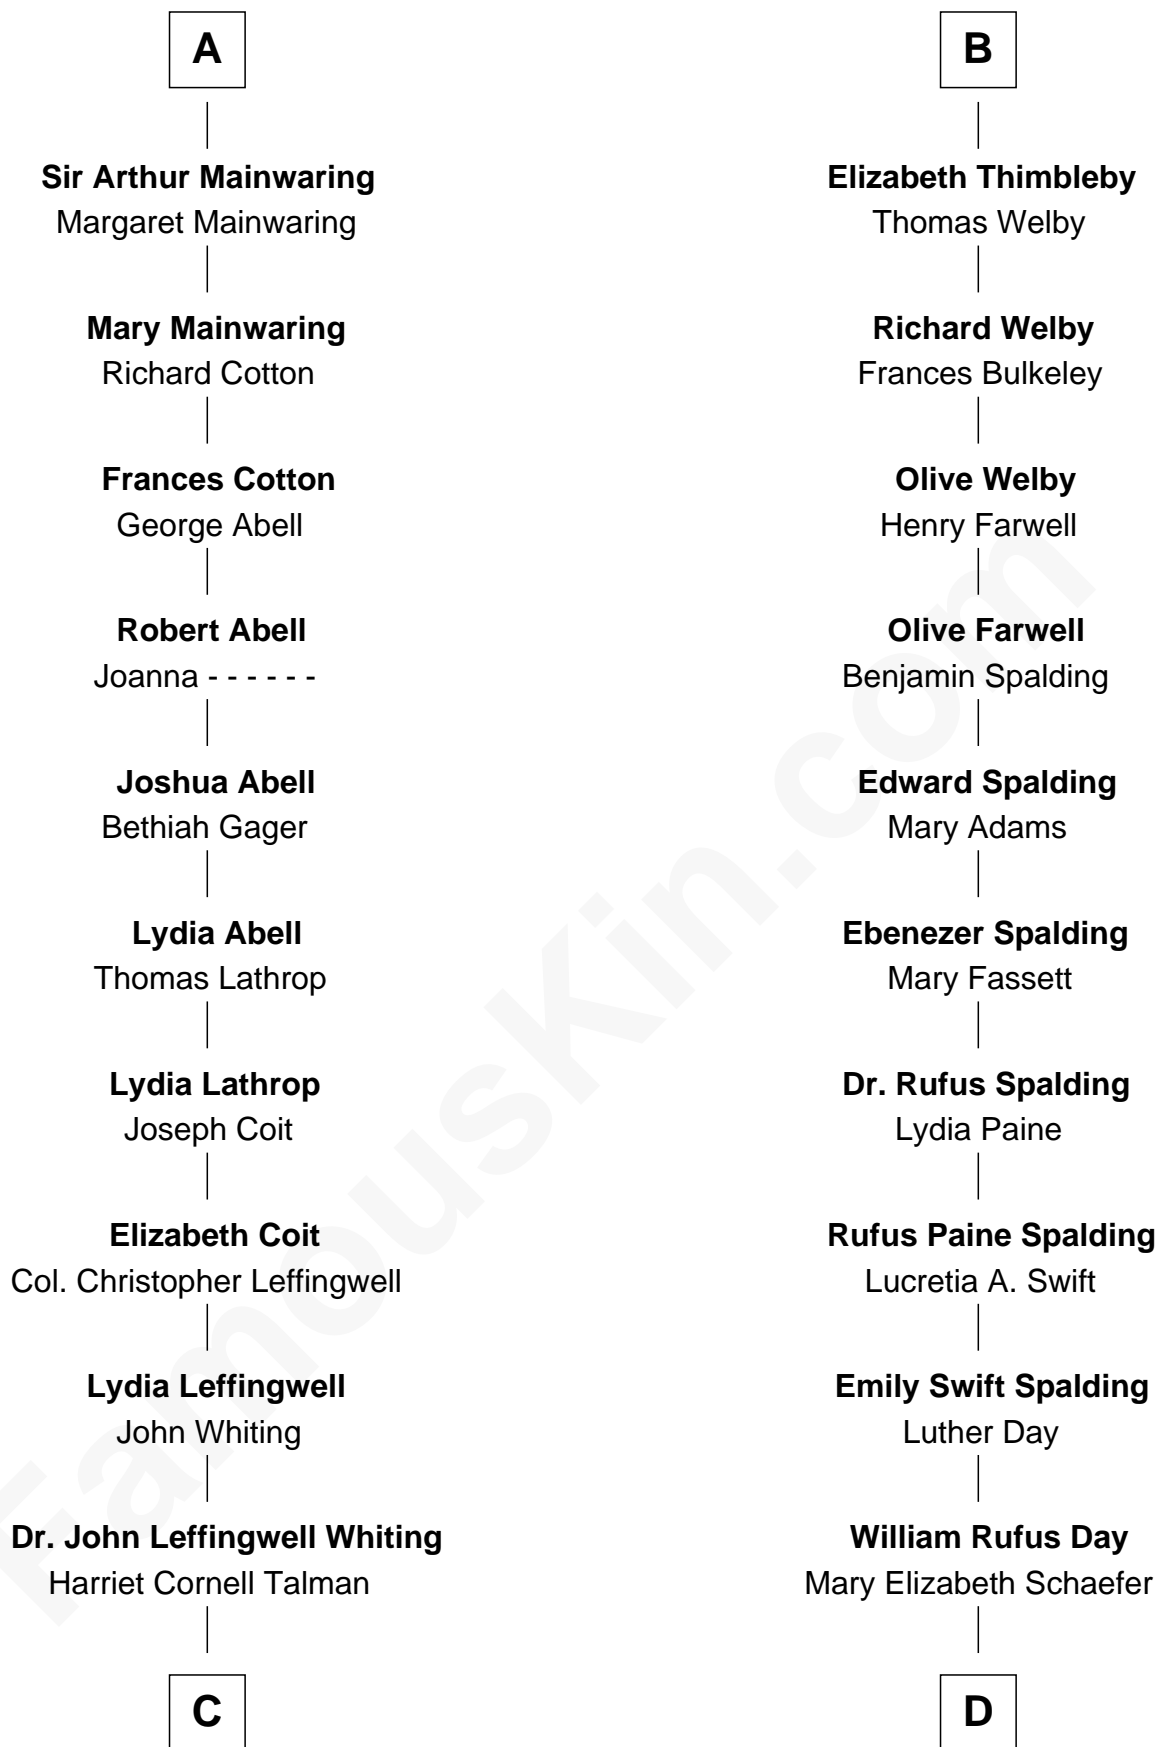 A
Sir Arthur Mainwaring
Margaret Mainwaring
Mary Mainwaring
Richard Cotton
Frances Cotton
George Abell
Robert Abell
Joanna - - - - - -
Joshua Abell
Bethiah Gager
Lydia Abell
Thomas Lathrop
Lydia Lathrop
Joseph Coit
Elizabeth Coit
Col. Christopher Leffingwell
Lydia Leffingwell
John Whiting
Dr. John Leffingwell Whiting
Harriet Cornell Talman
C
B
Elizabeth Thimbleby
Thomas Welby
Richard Welby
Frances Bulkeley
Olive Welby
Henry Farwell
Olive Farwell
Benjamin Spalding
Edward Spalding
Mary Adams
Ebenezer Spalding
Mary Fassett
Dr. Rufus Spalding
Lydia Paine
Rufus Paine Spalding
Lucretia A. Swift
Emily Swift Spalding
Luther Day
William Rufus Day
Mary Elizabeth Schaefer
D
FamousKin.com